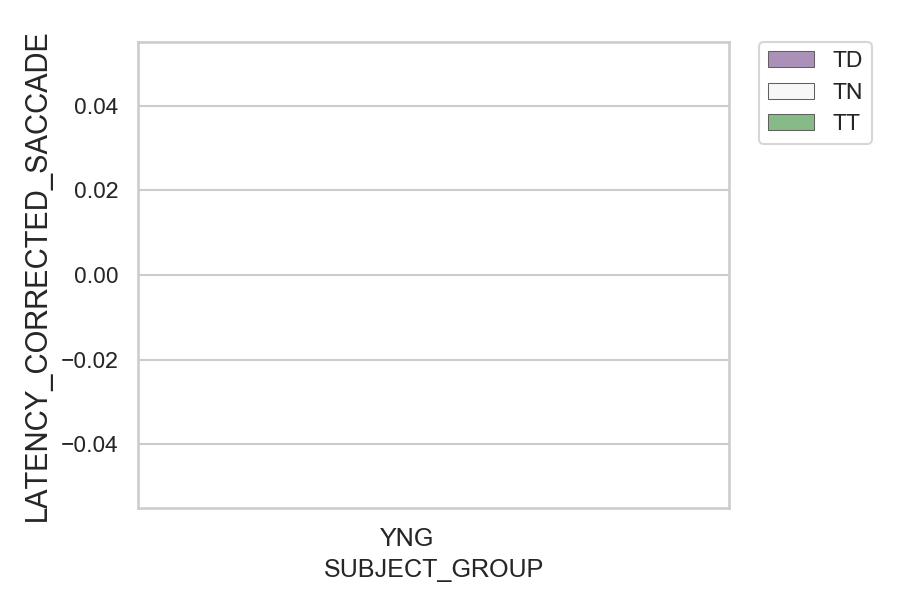 LATENCY_CORRECTED_SACCADE
0.04
0.02
0.00
−0.02
−0.04
YNG
SUBJECT_GROUP
TD
TN
TT